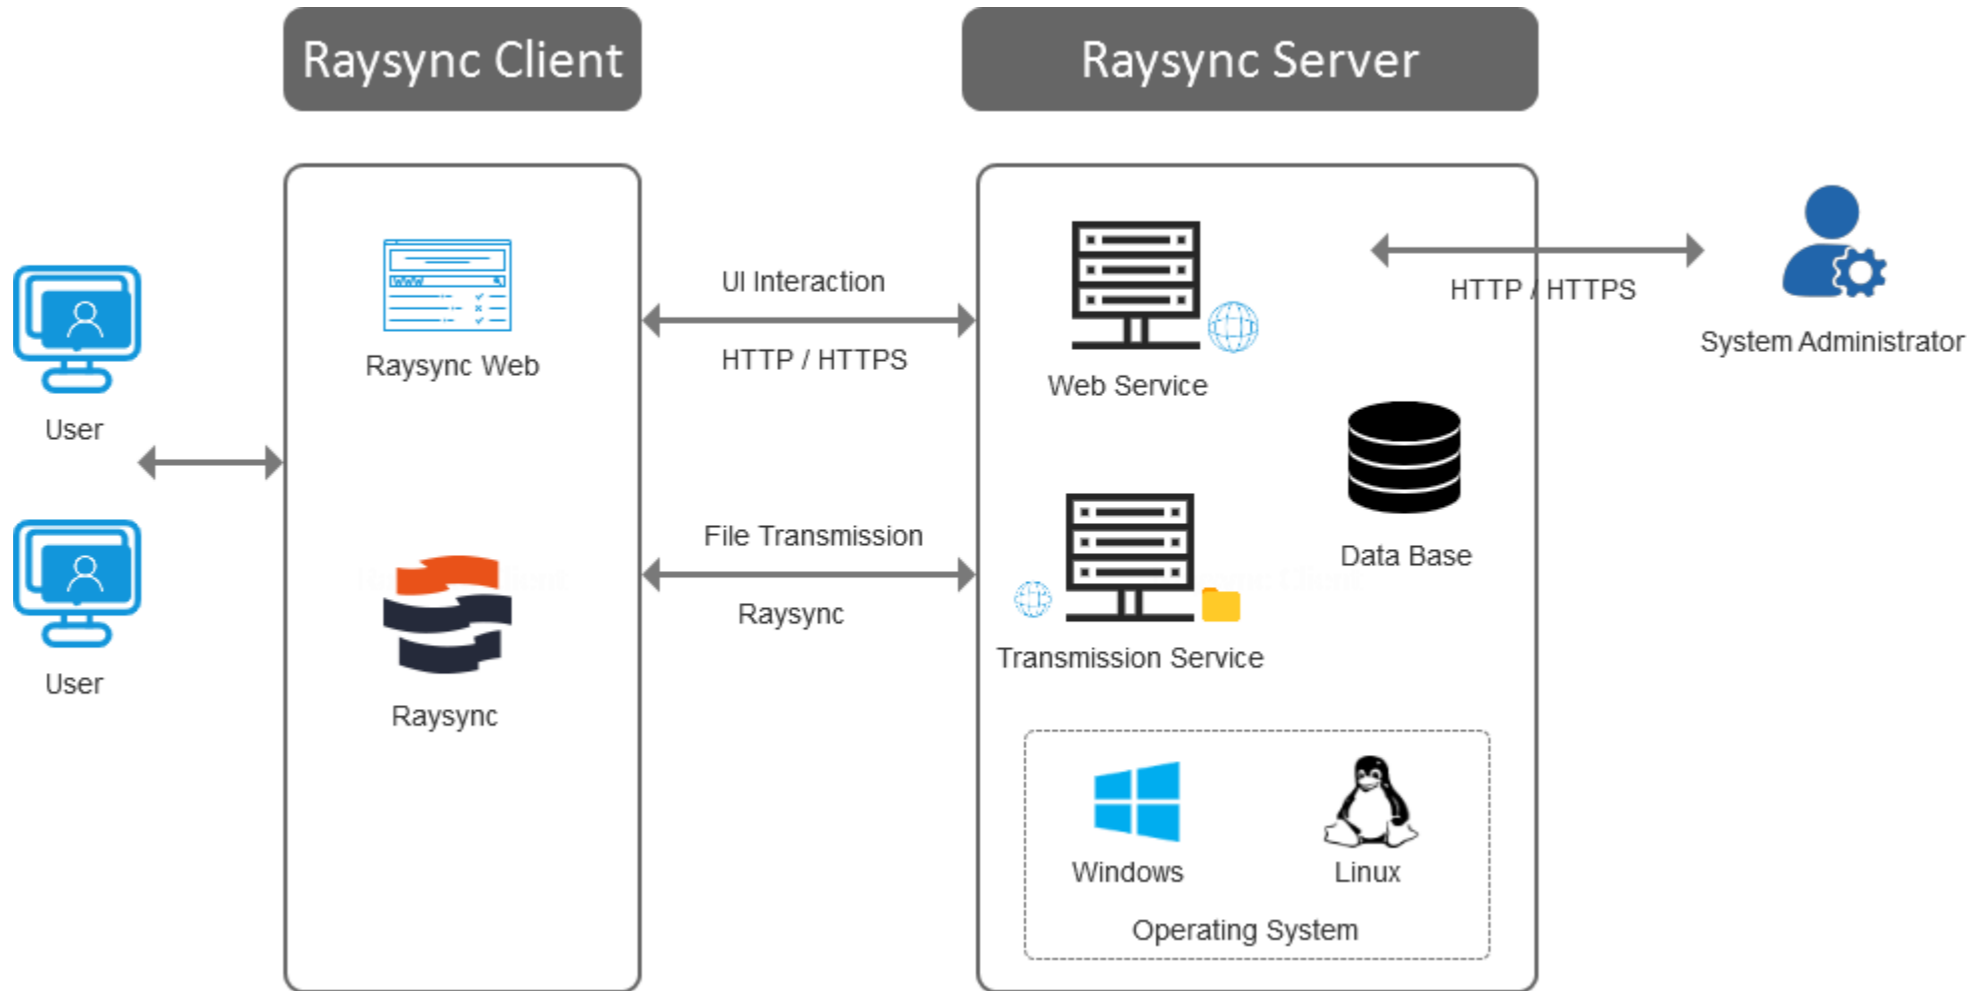 Raysync Client
Raysync Server
User
User
www
Raysync Web
Raysync
UI Interaction
HTTP / HTTPS
File Transmission
Raysync
Web Service
Data Base
Transmission Service
Windows
Linux
Operating System
HTTP / HTTPS
System Administrator